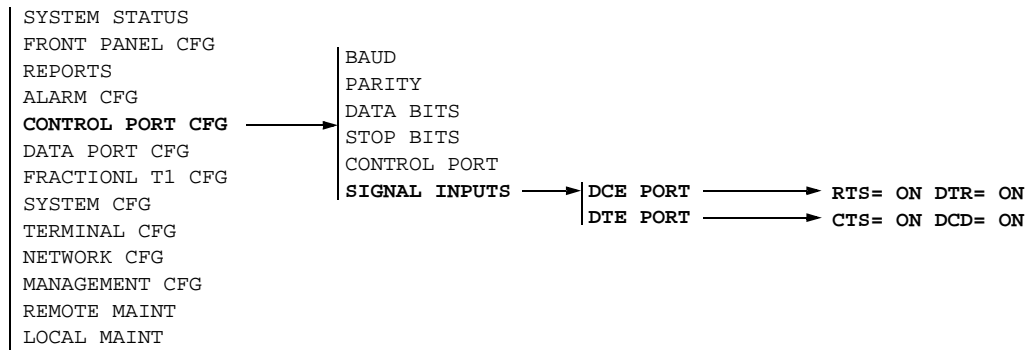 SYSTEM STATUS
FRONT PANEL CFG
REPORTS
ALARM CFG
CONTROL PORT CFG
DATA PORT CFG
FRACTIONL T1 CFG
SYSTEM CFG
TERMINAL CFG
NETWORK CFG
MANAGEMENT CFG
REMOTE MAINT
LOCAL MAINT
BAUD
PARITY
DATA BITS
STOP BITS
CONTROL PORT
SIGNAL INPUTS
DCE PORT
DTE PORT
RTS= ON DTR= ON
CTS= ON DCD= ON